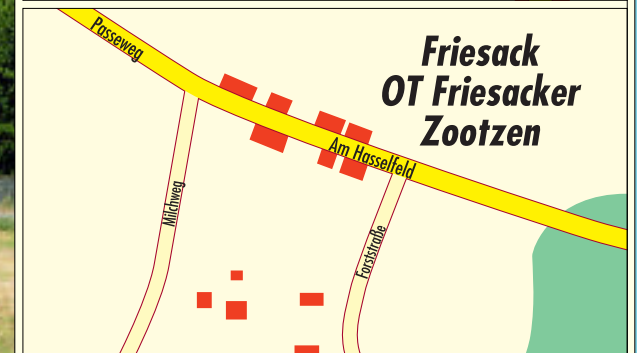 Friesack
OT Friesacker
Zootzen
Passeweg
Am Hasselfeld
Milchweg
Forststraße